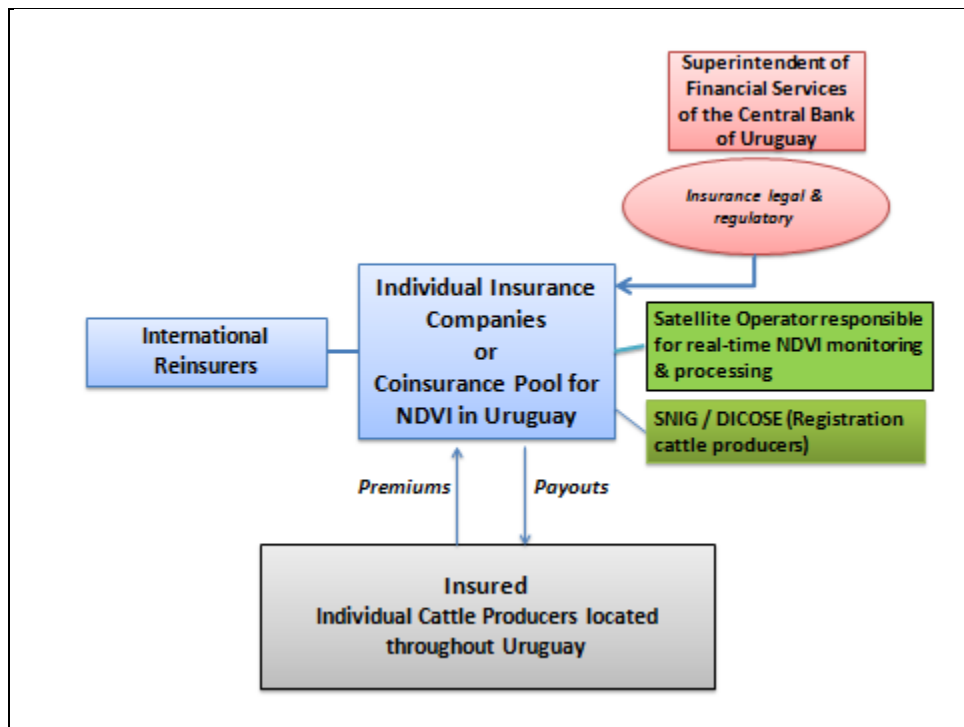 Superintendent of
Financial Services
of the Central Bank
of Uruguay
Insurance legal &
regulatory
Individual Insurance
Companies
or
Coinsurance Pool for
NDVI in Uruguay
International
Reinsurers
Satellite Operator responsible
for real-time NDVI monitoring
& processing
SNIG / DICOSE (Registration
cattle producers)
Premiums
Payouts
Insured
Individual Cattle Producers located
throughout Uruguay